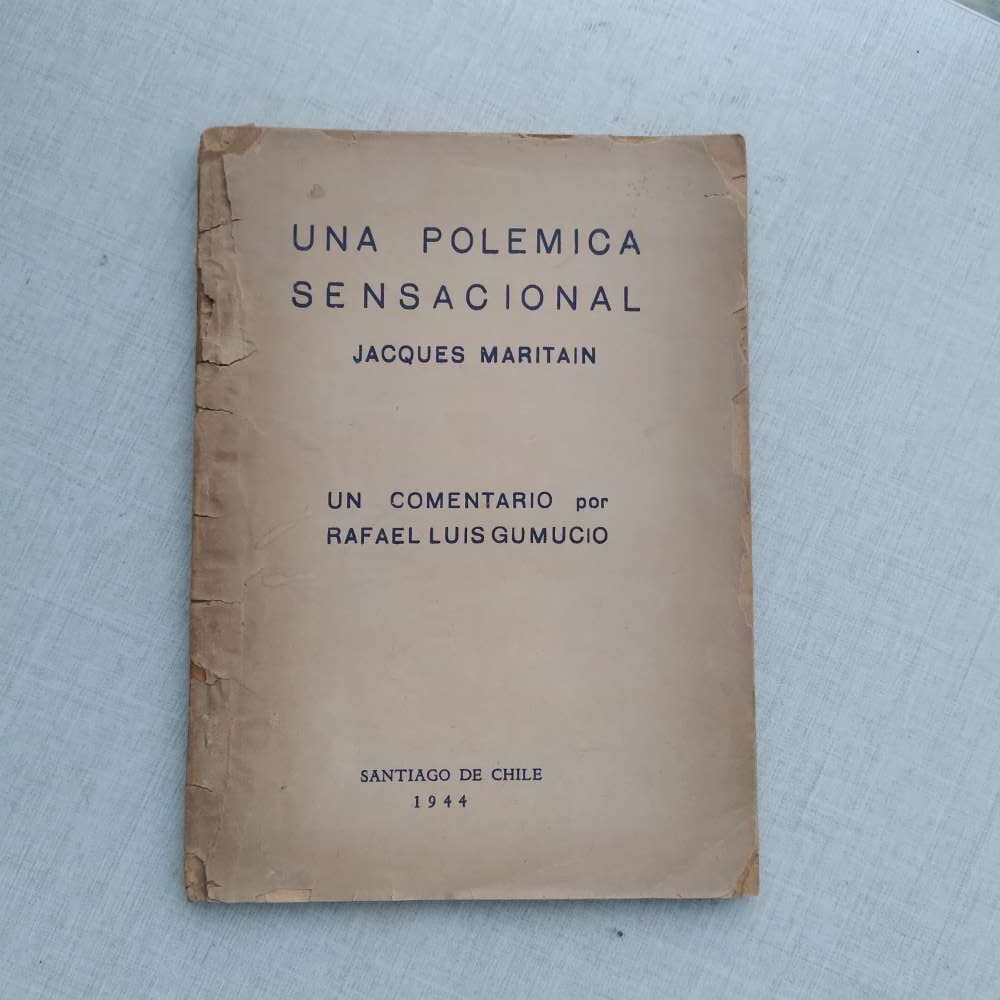 UNA POLEMICA
SENSACIONAL
JACQUES MARITAIN
UN COMENTARIO por
RAFAEL LUIS GUMUCIO
SANTIAGO DE CHILE
1944